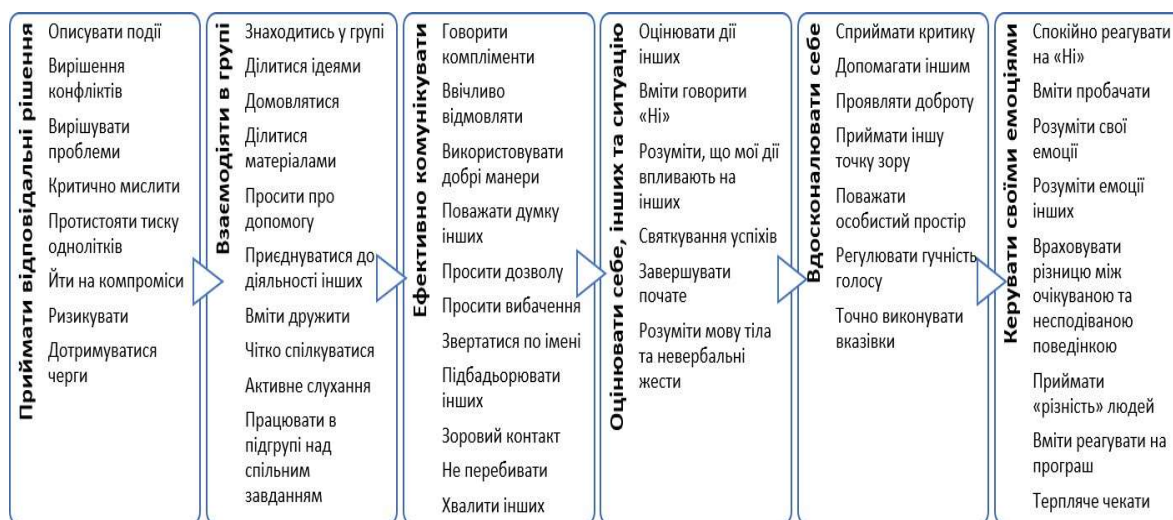 Приймати відповідальні рішення
Описувати події
Вирішення
конфліктів
Вирішувати
проблеми
Критично мислити
Протистояти тиску
однолітків
Йти на компроміси
Ризикувати
Дотримуватися
черги
Взаємодіяти в групі
Знаходитись у групі
Ділитися ідеями
Домовлятися
Ділитися
матеріалами
Просити про
допомогу
Приєднуватися до
діяльності інших
Вміти дружити
Чітко спілкуватися
Активне слухання
Працювати в
підгрупі над
спільним
завданням
Ефективно комунікувати
Говорити
компліменти
Ввічливо
відмовляти
Використовувати
добрі манери
Поважати думку
інших
Просити дозволу
Просити вибачення
Звертатися по імені
Підбадьорювати
інших
Зоровий контакт
Не перебивати
Хвалити інших
Оцінювати себе, інших та ситуацію
Оцінювати дії
інших
Вміти говорити
«Ні»
Розуміти, що мої дії
впливають на
інших
Святкування успіхів
Завершувати
почате
Розуміти мову тіла
та невербальні
жести
Вдосконалювати себе
Сприймати критику
Допомагати іншим
Проявляти доброту
Приймати іншу
точку зору
Поважати
особистий простір
Регулювати гучність
голосу
Точно виконувати
вказівки
Керувати своїми емоціями
Спокійно реагувати
на «Ні»
Вміти пробачати
Розуміти свої
емоції
Розуміти емоції
інших
Враховувати
різницю між
очікуваною та
несподіваною
поведінкою
Приймати
«різність» людей
Вміти реагувати на
програш
Терпляче чекати